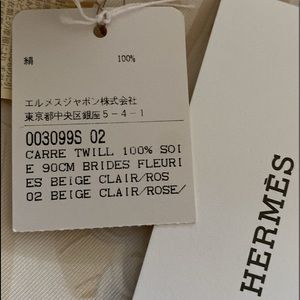 絹 100%
エルメスジャポン株式会社
東京都中央区銀座5-4-1
003099S 02
CARRE TWILL 100% SOI
E 90CM BRIDES FLEURI
ES BEIGE CLAIR/ROS
02 BEIGE CLAIR/ROSE/
HERMÈS